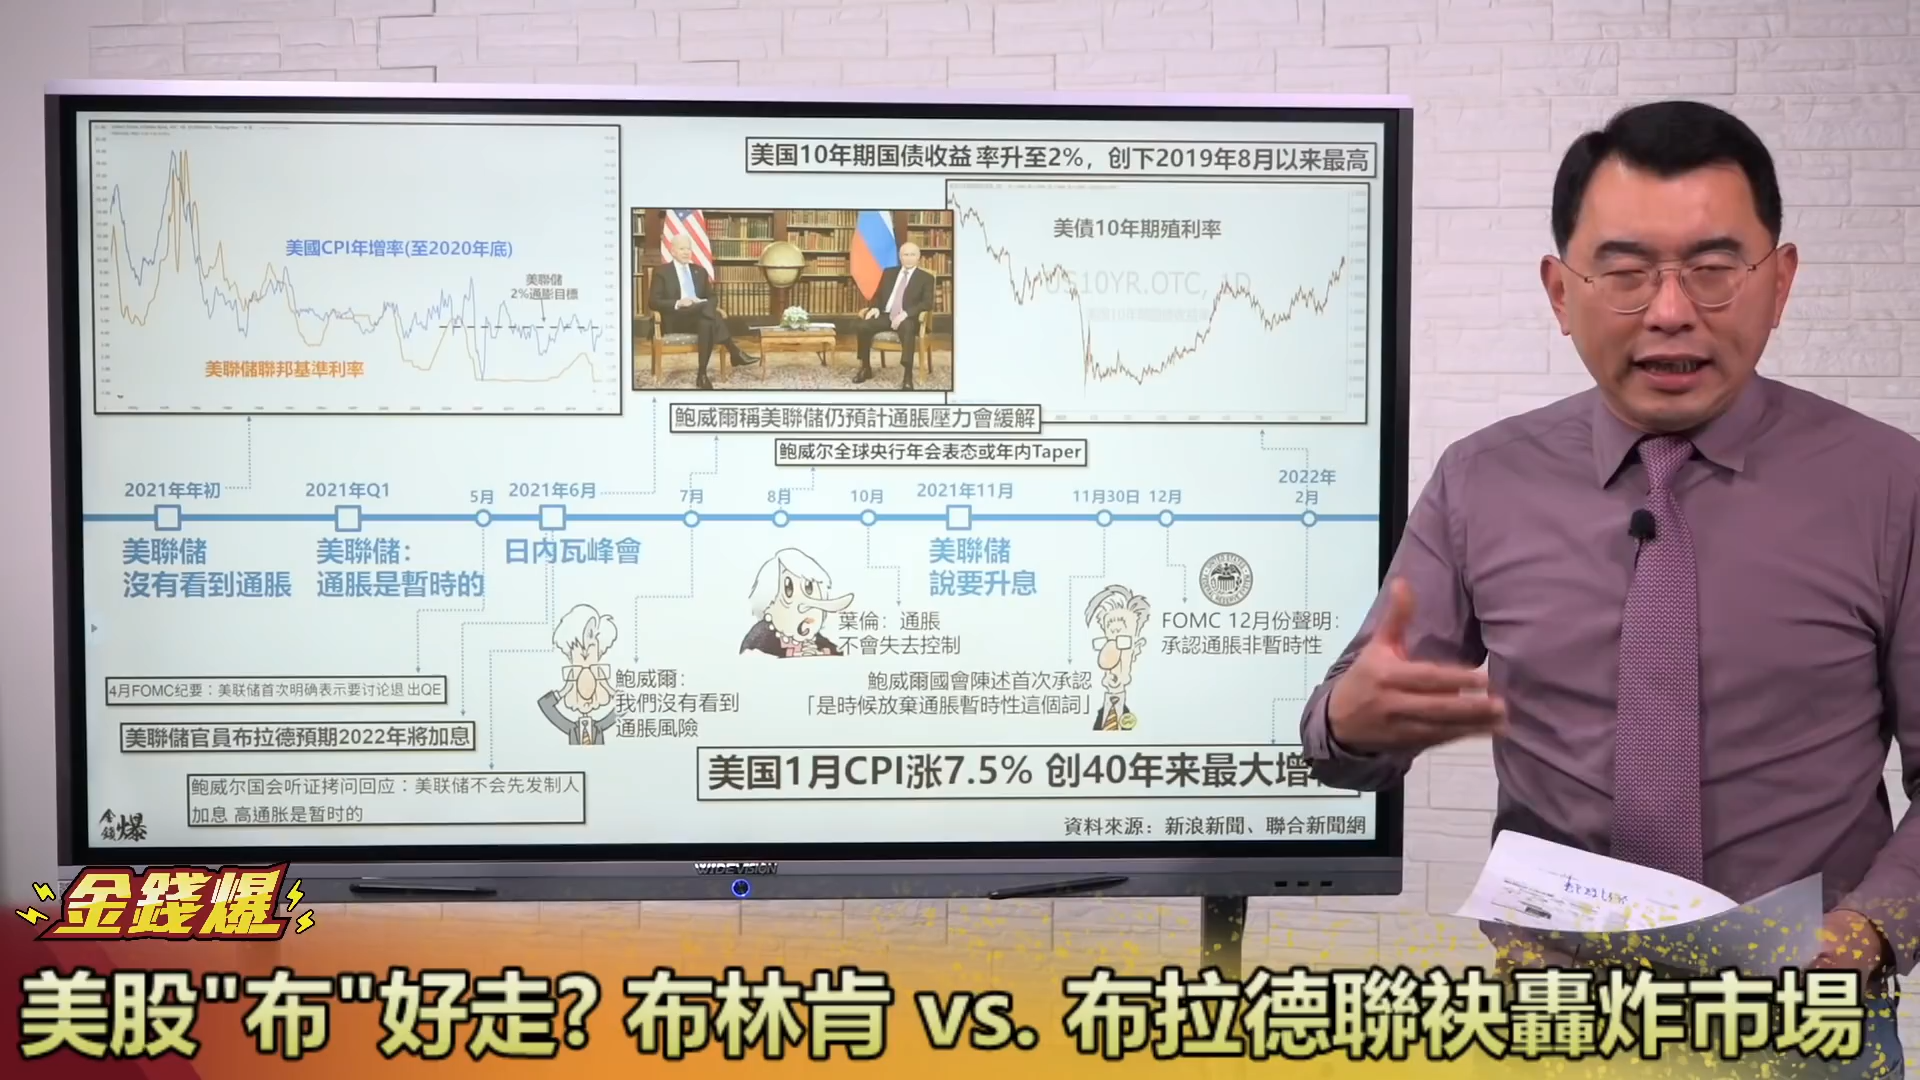 美国10年期国债收益率升至2%，创下2019年8月以来最高
美國CPI年增率(至2020年底)
美聯儲
2%通膨目標
美聯儲聯邦基準利率
美債10年期殖利率
US10YR.OTC, 1D
鮑威爾稱美聯儲仍預計通脹壓力會緩解
鲍威尔全球央行年会表态或年内Taper
2021年年初
2021年Q1
5月
2021年6月
7月
8月
10月
2021年11月
11月30日
12月
2022年
2月
美聯儲
沒有看到通脹
美聯儲：
通脹是暫時的
日內瓦峰會
美聯儲
說要升息
葉倫：通脹
不會失去控制
FOMC 12月份聲明：
承認通脹非暫時性
鮑威爾：
我們沒有看到
通脹風險
鮑威爾國會陳述首次承認
「是時候放棄通脹暫時性這個詞」
4月FOMC纪要：美联储首次明确表示要讨论退出QE
美聯儲官員布拉德預期2022年將加息
鲍威尔国会听证拷问回应：美联储不会先发制人
加息 高通胀是暂时的
美国1月CPI涨7.5% 创40年来最大增
資料來源：新浪新聞、聯合新聞網
金錢爆
WIDEVISION
金錢爆
美股"布"好走? 布林肯 vs. 布拉德聯袂轟炸市場